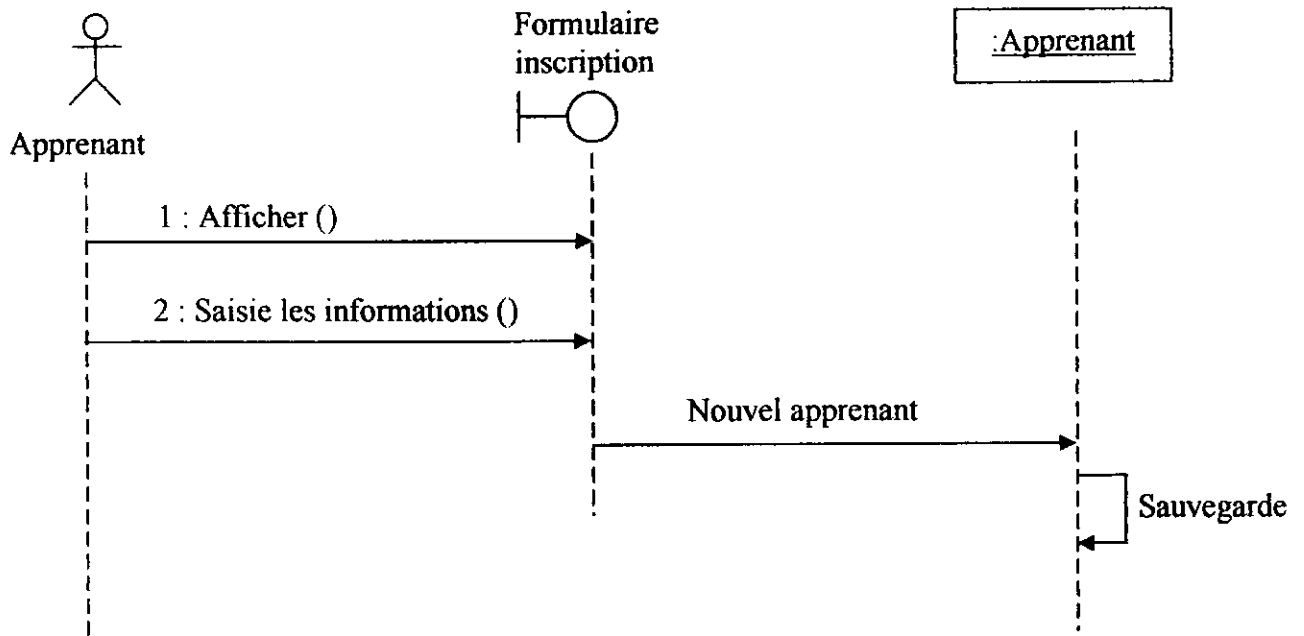 Formulaire
inscription
:Apprenant
Apprenant
1 : Afficher ()
2 : Saisie les informations ()
Nouvel apprenant
Sauvegarde